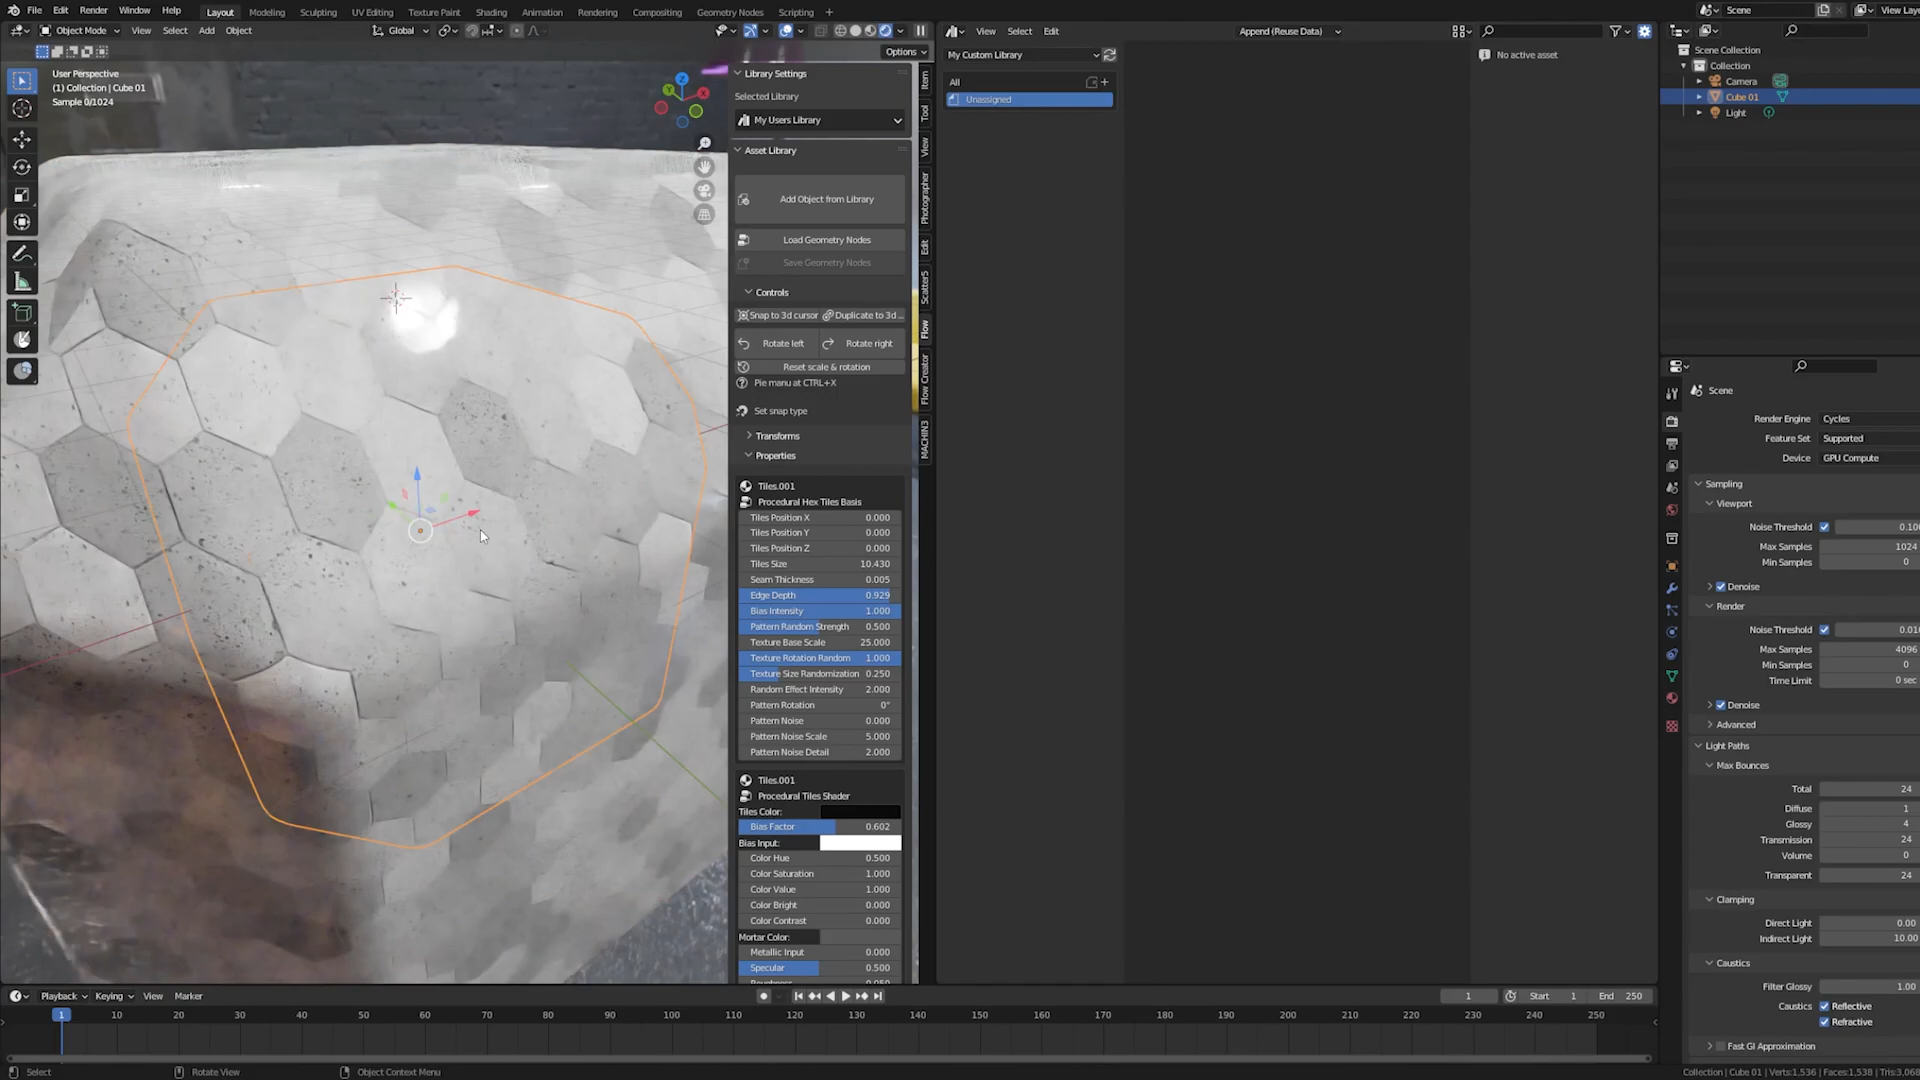 File Edit Render Window Help Layout Modeling Sculpting UV Editing Texture Paint Shading Animation Rendering Compositing Geometry Nodes Scripting + Scene View Laye
Object Mode View Select Add Object Global
Options
User Perspective
(1) Collection | Cube 01
Sample 0/1024
Library Settings
Selected Library
My Users Library
Asset Library
Add Object from Library
Load Geometry Nodes
Save Geometry Nodes
Controls
Snap to 3d cursor Duplicate to 3d ...
Rotate left Rotate right
Reset scale & rotation
Pie manu at CTRL+X
Set snap type
Transforms
Properties
Tiles.001
Procedural Hex Tiles Basis
Tiles Position X 0.000
Tiles Position Y 0.000
Tiles Position Z 0.000
Tiles Size 10.430
Seam Thickness 0.005
Edge Depth 0.929
Bias Intensity 1.000
Pattern Random Strength 0.500
Texture Base Scale 25.000
Texture Rotation Random 1.000
Texture Size Randomization 0.250
Random Effect Intensity 2.000
Pattern Rotation 0°
Pattern Noise 0.000
Pattern Noise Scale 5.000
Pattern Noise Detail 2.000
Tiles.001
Procedural Tiles Shader
Tiles Color:
Bias Factor 0.602
Bias Input:
Color Hue 0.500
Color Saturation 1.000
Color Value 1.000
Color Bright 0.000
Color Contrast 0.000
Mortar Color:
Metallic Input 0.000
Specular 0.500
Item
Tool
View
Photographer
Edit
Scatter5
Flow
Flow Creator
MACHIN3
View Select Edit Append (Reuse Data)
My Custom Library
All
Unassigned
No active asset
Scene Collection
Collection
Camera
Cube 01
Light
Scene
Render Engine Cycles
Feature Set Supported
Device GPU Compute
Sampling
Viewport
Noise Threshold 0.10
Max Samples 1024
Min Samples 0
Denoise
Render
Noise Threshold 0.01
Max Samples 4096
Min Samples 0
Time Limit 0 sec
Denoise
Advanced
Light Paths
Max Bounces
Total 24
Diffuse 1
Glossy 4
Transmission 24
Volume 0
Transparent 24
Clamping
Direct Light 0.00
Indirect Light 10.00
Caustics
Filter Glossy 1.00
Caustics Reflective
Refractive
Fast GI Approximation
Playback Keying View Marker 1 Start 1 End 250
1 10 20 30 40 50 60 70 80 90 100 110 120 130 140 150 160 170 180 190 200 210 220 230 240 250
Select Rotate View Object Context Menu Collection | Cube 01 | Verts:1,536 | Faces:1,538 | Tris:3,068